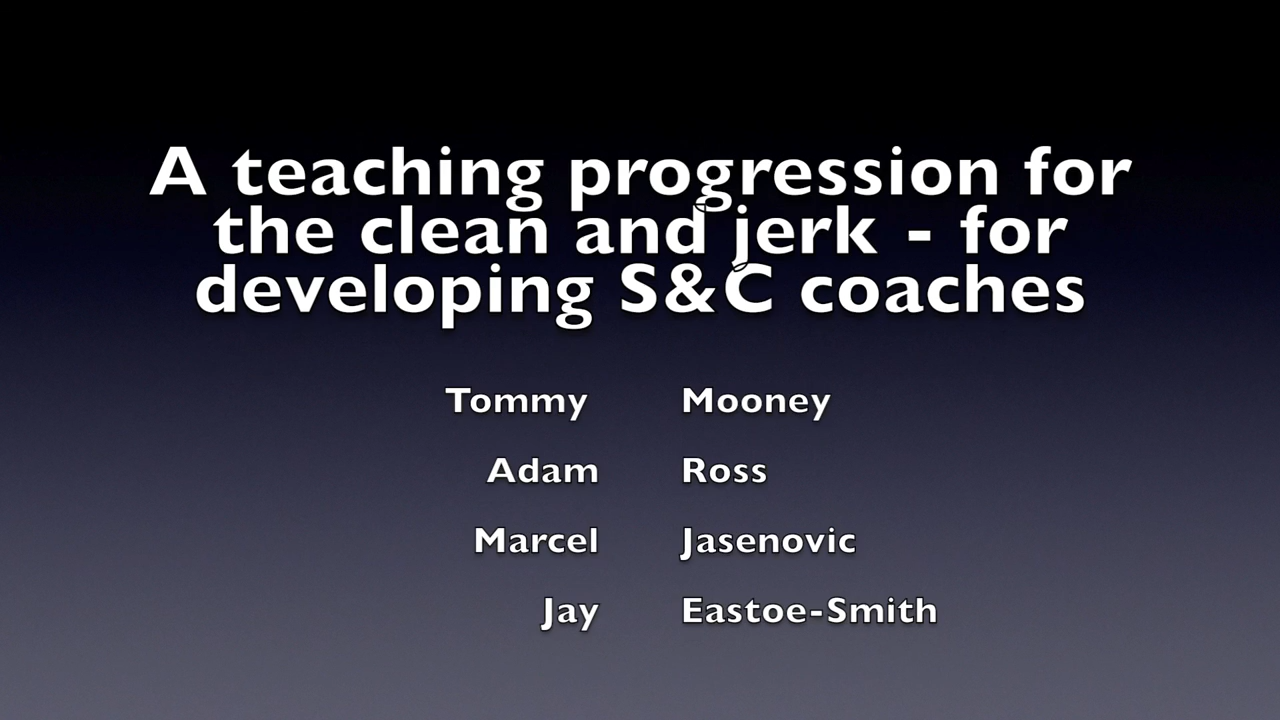 A teaching progression for
the clean and jerk - for
developing S&C coaches
Tommy Mooney
Adam Ross
Marcel Jasenovic
Jay Eastoe-Smith